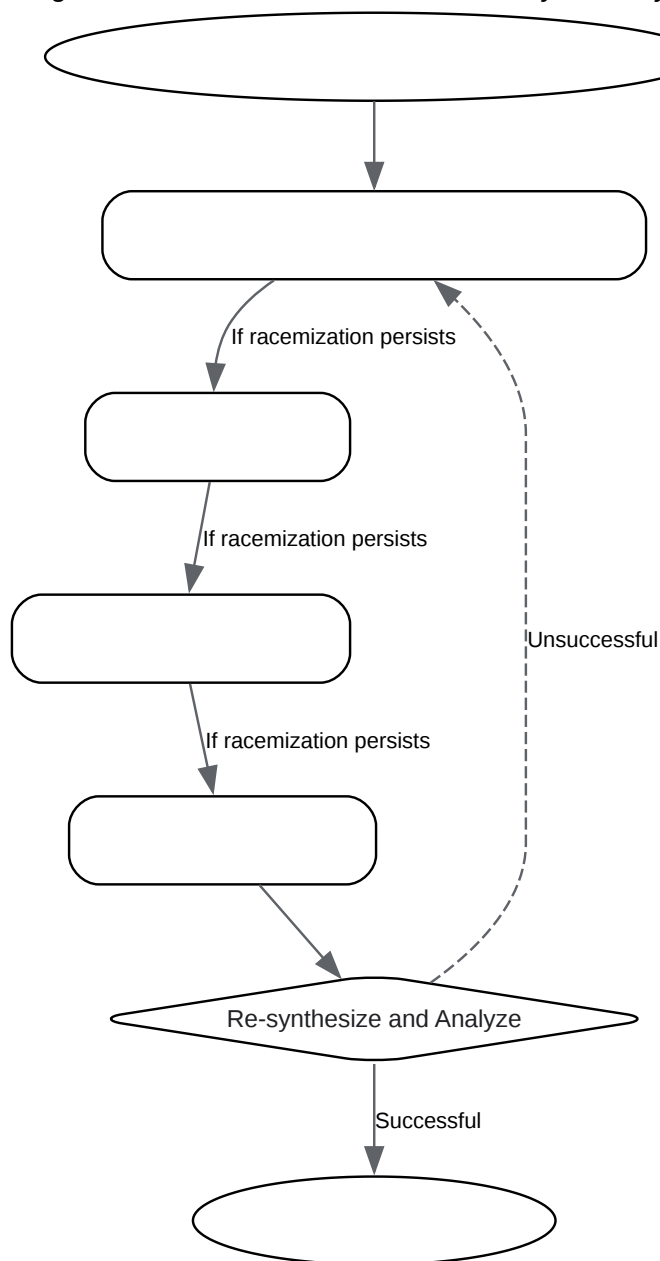 If racemization persists
If racemization persists
Unsuccessful
If racemization persists
Re-synthesize and Analyze
Successful